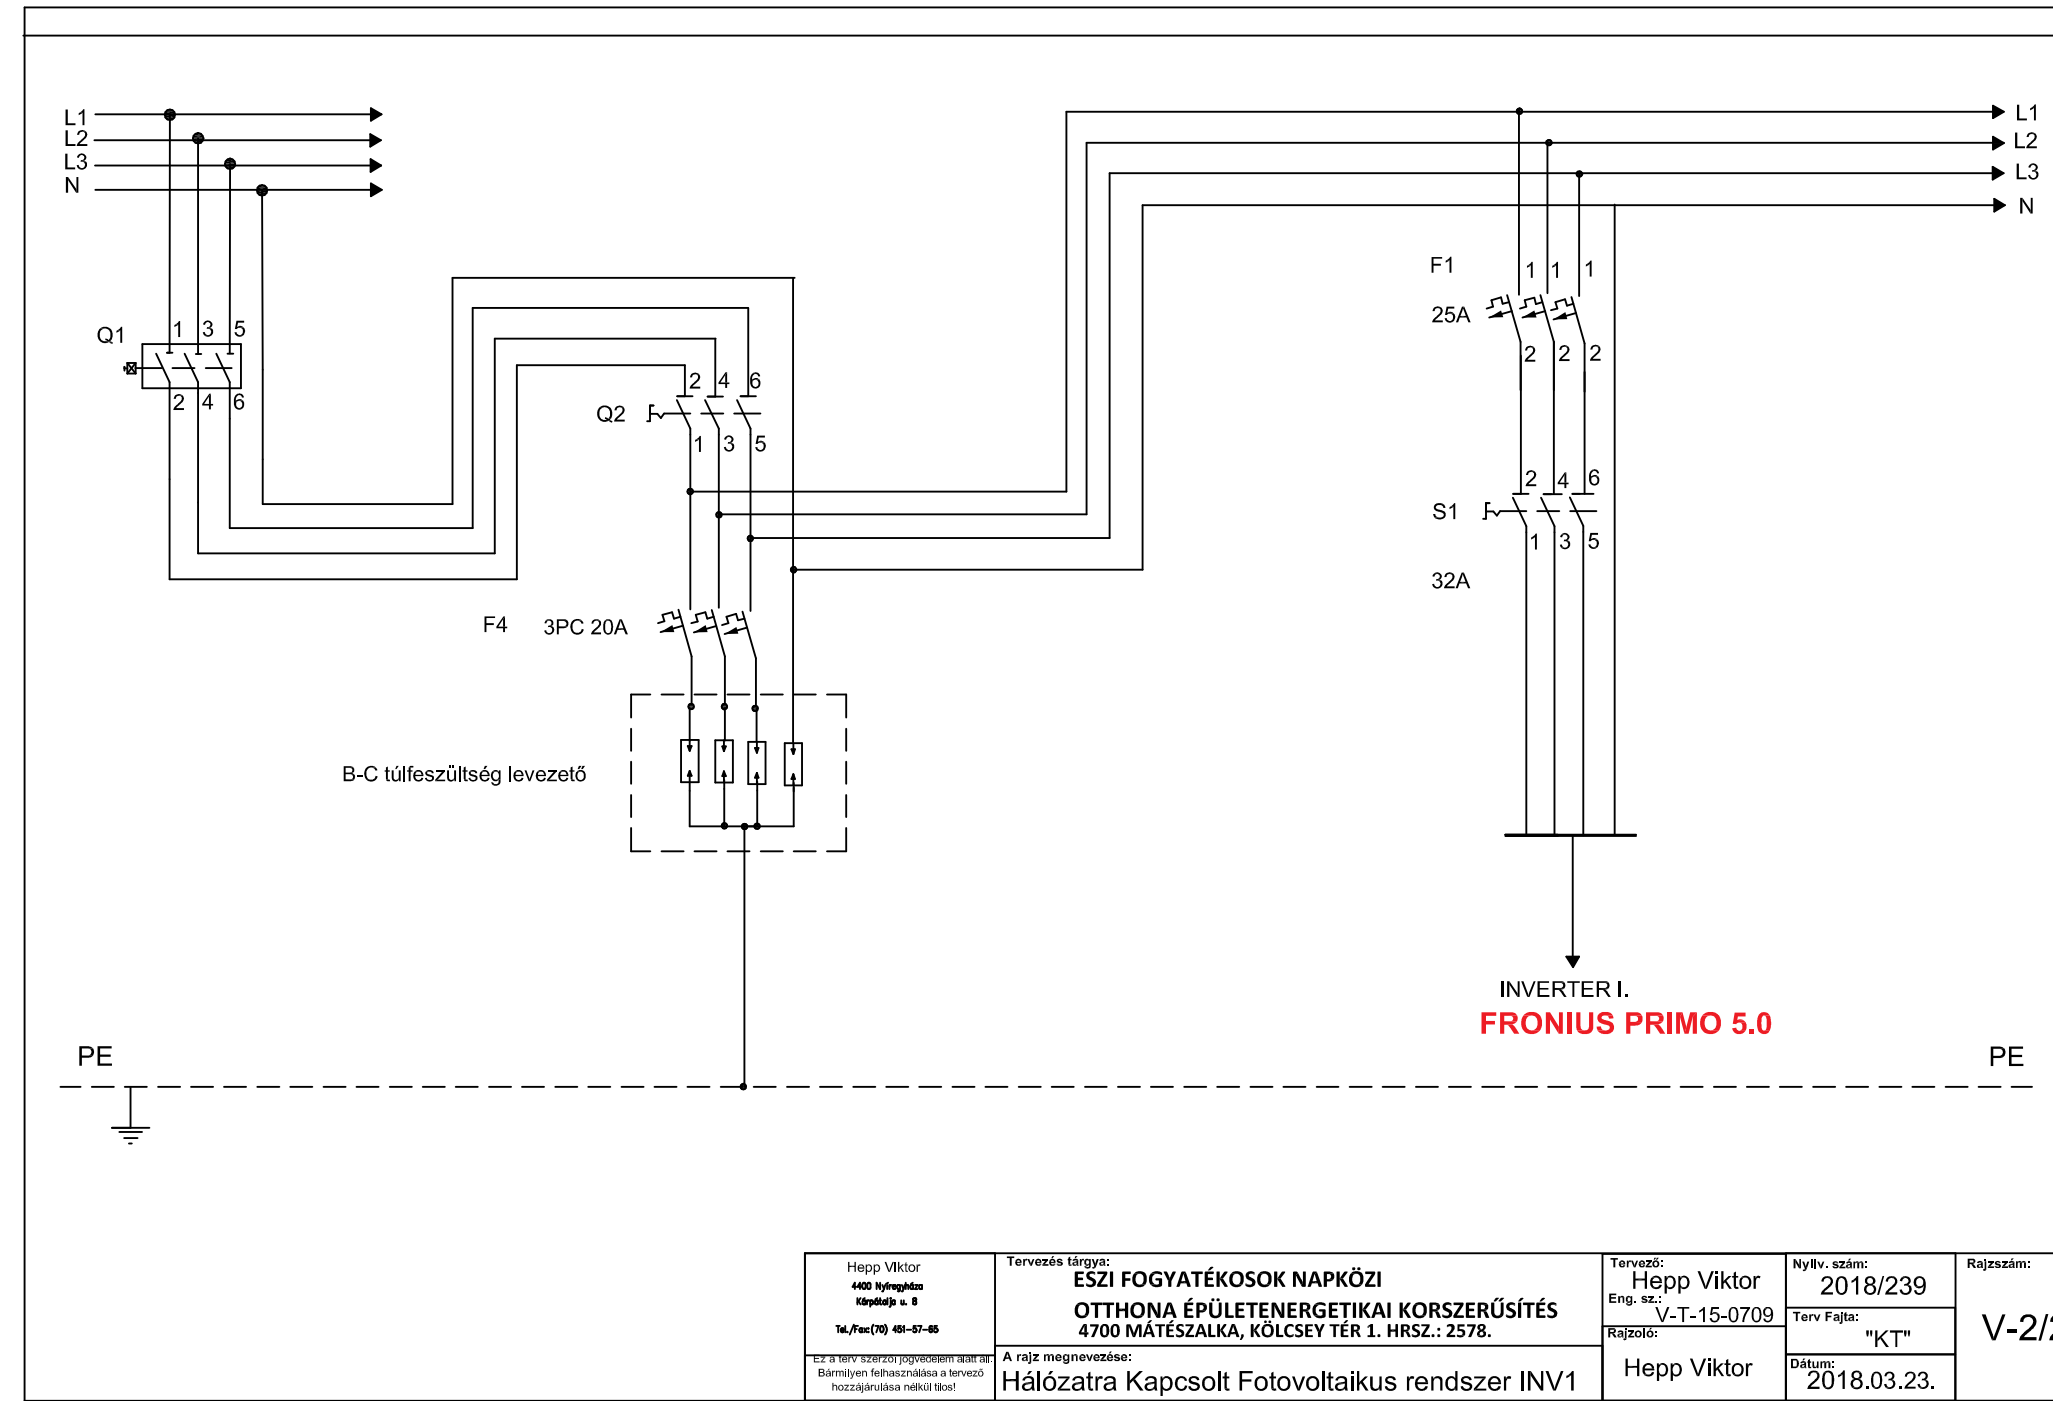 L1
L2
L3
N
L1
L2
L3
N
F1
1 1 1
25A
2 2 2
Q1
1 3 5
2 4 6
2 4 6
Q2
1 3 5
2 4 6
S1
1 3 5
32A
F4 3PC 20A
B-C túlfeszültség levezető
INVERTER I.
FRONIUS PRIMO 5.0
PE
PE
Hepp Viktor
4400 Nyíregyháza
Kárpátalja u. 8
Tel./Fax:(70) 451-57-65
Ez a terv szerzői jogvédelem alatt áll.
Bármilyen felhasználása a tervező
hozzájárulása nélkül tilos!
Tervezés tárgya:
ESZI FOGYATÉKOSOK NAPKÖZI
OTTHONA ÉPÜLETENERGETIKAI KORSZERŰSÍTÉS
4700 MÁTÉSZALKA, KÖLCSEY TÉR 1. HRSZ.: 2578.
A rajz megnevezése:
Hálózatra Kapcsolt Fotovoltaikus rendszer INV1
Tervező:
Hepp Viktor
Eng. sz.:
V-T-15-0709
Rajzoló:
Hepp Viktor
Nyilv. szám:
2018/239
Terv Fajta:
"KT"
Dátum:
2018.03.23.
Rajzszám:
V-2/2